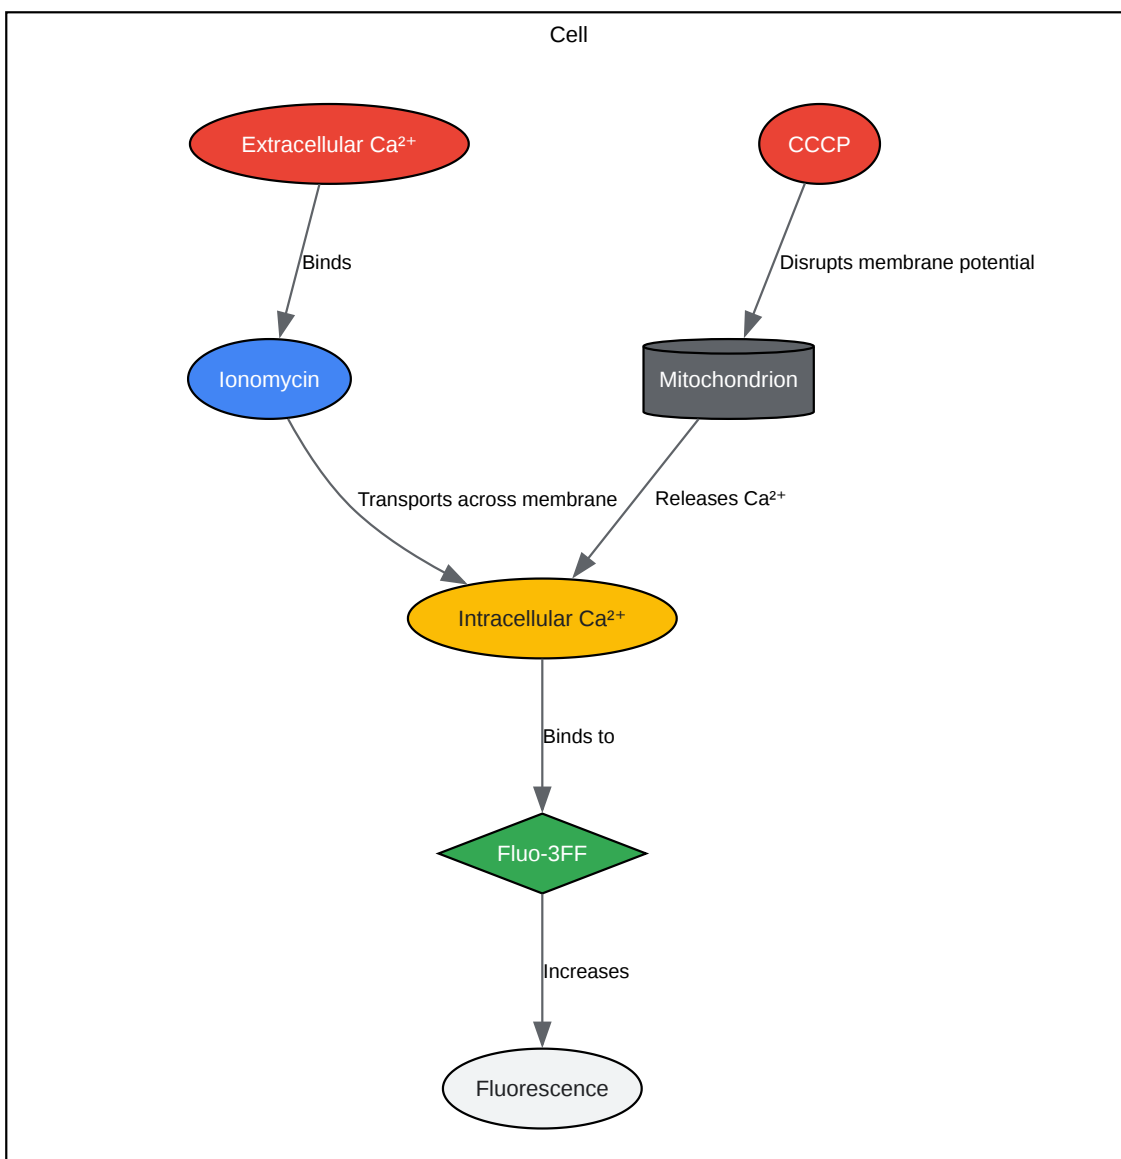 Cell
Extracellular Ca²⁺
CCCP
Binds
Disrupts membrane potential
Ionomycin
Mitochondrion
Transports across membrane
Releases Ca²⁺
Intracellular Ca²⁺
Binds to
Fluo-3FF
Increases
Fluorescence